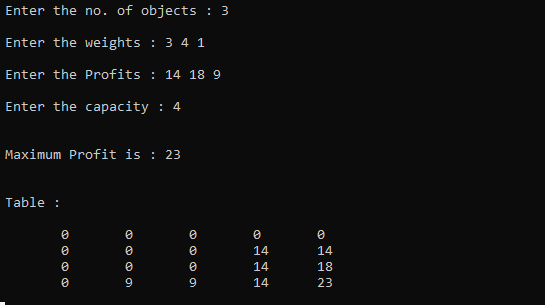 Enter the no. of objects : 3
Enter the weights : 3 4 1
Enter the Profits : 14 18 9
Enter the capacity : 4
Maximum Profit is : 23
Table :
0 0 0 0 0
0 0 0 14 14
0 0 0 14 18
0 9 9 14 23